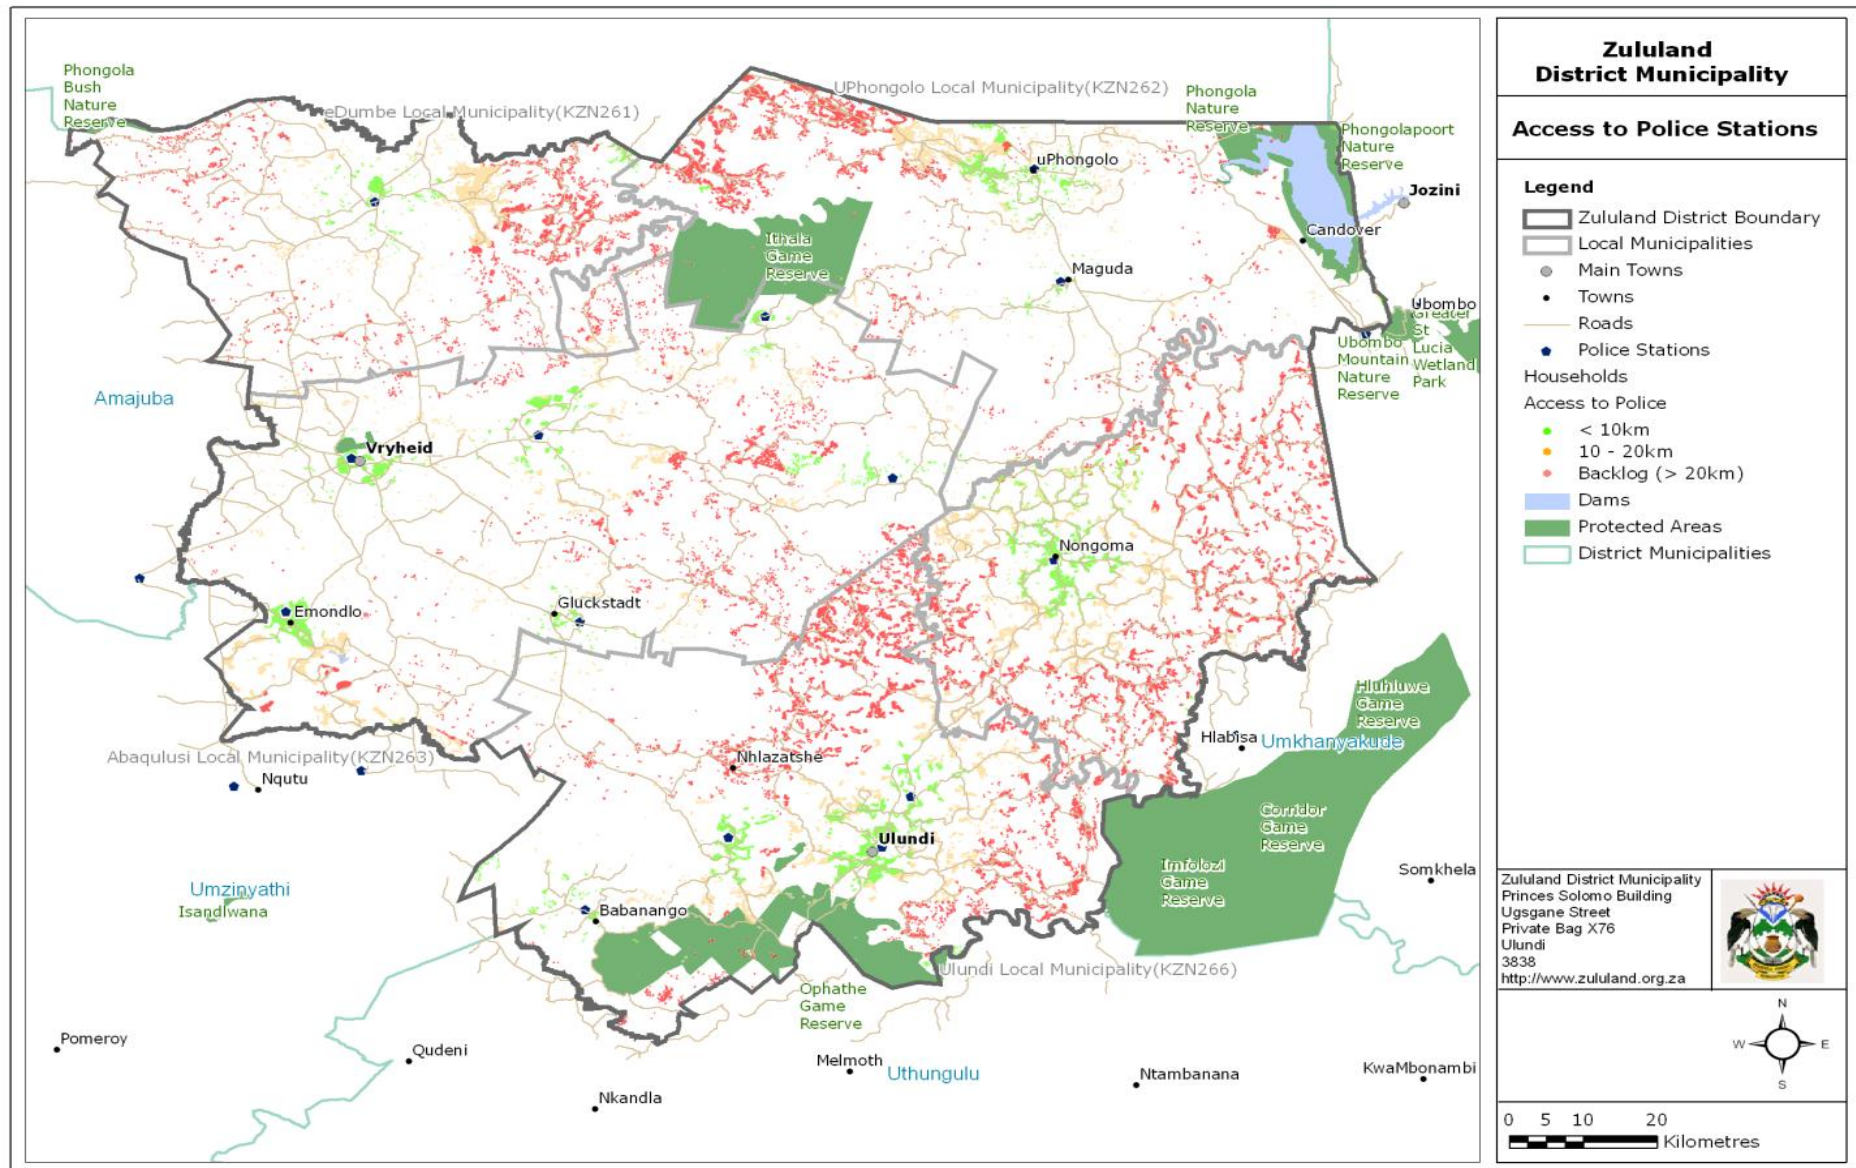 Phongola
Bush
Nature
Reserve
eDumbe Local Municipality(KZN261)
UPhongolo Local Municipality(KZN262)
Phongola
Nature
Reserve
Phongolapoort
Nature
Reserve
uPhongolo
Jozini
Candover
Ithala
Game
Reserve
Maguda
Ubombo
Greater
St
Lucia
Wetland
Park
Ubombo
Mountain
Nature
Reserve
Amajuba
Vryheid
Nongoma
Emondlo
Gluckstadt
Hluhluwe
Game
Reserve
Hlabisa
Umkhanyakude
Abaqulusi Local Municipality(KZN263)
Nqutu
Nhlazatshe
Corridor
Game
Reserve
Ulundi
Imfolozi
Game
Reserve
Somkhela
Umzinyathi
Isandlwana
Babanango
Ulundi Local Municipality(KZN266)
Ophathe
Game
Reserve
Pomeroy
Qudeni
Melmoth
Uthungulu
Ntambanana
KwaMbonambi
Nkandla
Zululand
District Municipality
Access to Police Stations
Legend
Zululand District Boundary
Local Municipalities
Main Towns
Towns
Roads
Police Stations
Households
Access to Police
< 10km
10 - 20km
Backlog (> 20km)
Dams
Protected Areas
District Municipalities
Zululand District Municipality
Princes Solomo Building
Ugsgane Street
Private Bag X76
Ulundi
3838
http://www.zululand.org.za
N
W E
S
0 5 10 20
Kilometres